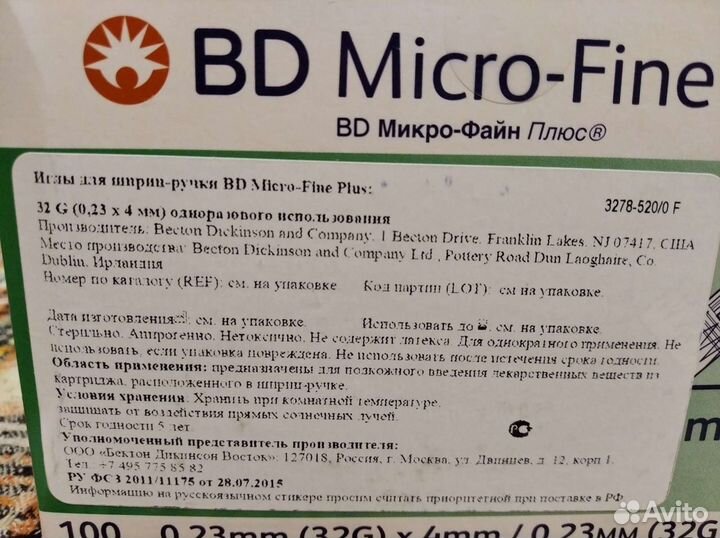 BD Micro-Fine
BD Микро-Файн Плюс®
Иглы для шприц-ручки BD Micro-Fine Plus:
3278-520/0 F
32 G (0,23 x 4 мм) одноразового использования
Производитель: Becton Dickinson and Company, 1 Becton Drive, Franklin Lakes, NJ 07417, США
Место производства: Becton Dickinson and Company Ltd., Pottery Road Dun Laoghaire, Co.
Dublin, Ирландия
Номер по каталогу (REF): см. на упаковке Код партии (LOT): см на упаковке.
Дата изготовления: см. на упаковке. Использовать до : см. на упаковке.
Стерильно. Апирогенно. Нетоксично. Не содержит латекса. Для однократного применения. Не
использовать, если упаковка повреждена. Не использовать после истечения срока годности.
Область применения: предназначены для подкожного введения лекарственных веществ из
картриджа, расположенного в шприц-ручке.
Условия хранения: Хранить при комнатной температуре,
защищать от воздействия прямых солнечных лучей.
Срок годности 5 лет
Уполномоченный представитель производителя:
ООО «Бектон Дикинсон Восток»: 127018, Россия, г. Москва, ул. Двинцев, д. 12, корп 1.
Тел. +7 495 775 85 82
РУ ФСЗ 2011/11175 от 28.07.2015
Информацию на русскоязычном стикере просим считать приоритетной при поставке в РФ.
m
100 0,23mm (32G) x 4mm / 0,23мм (32G
Avito